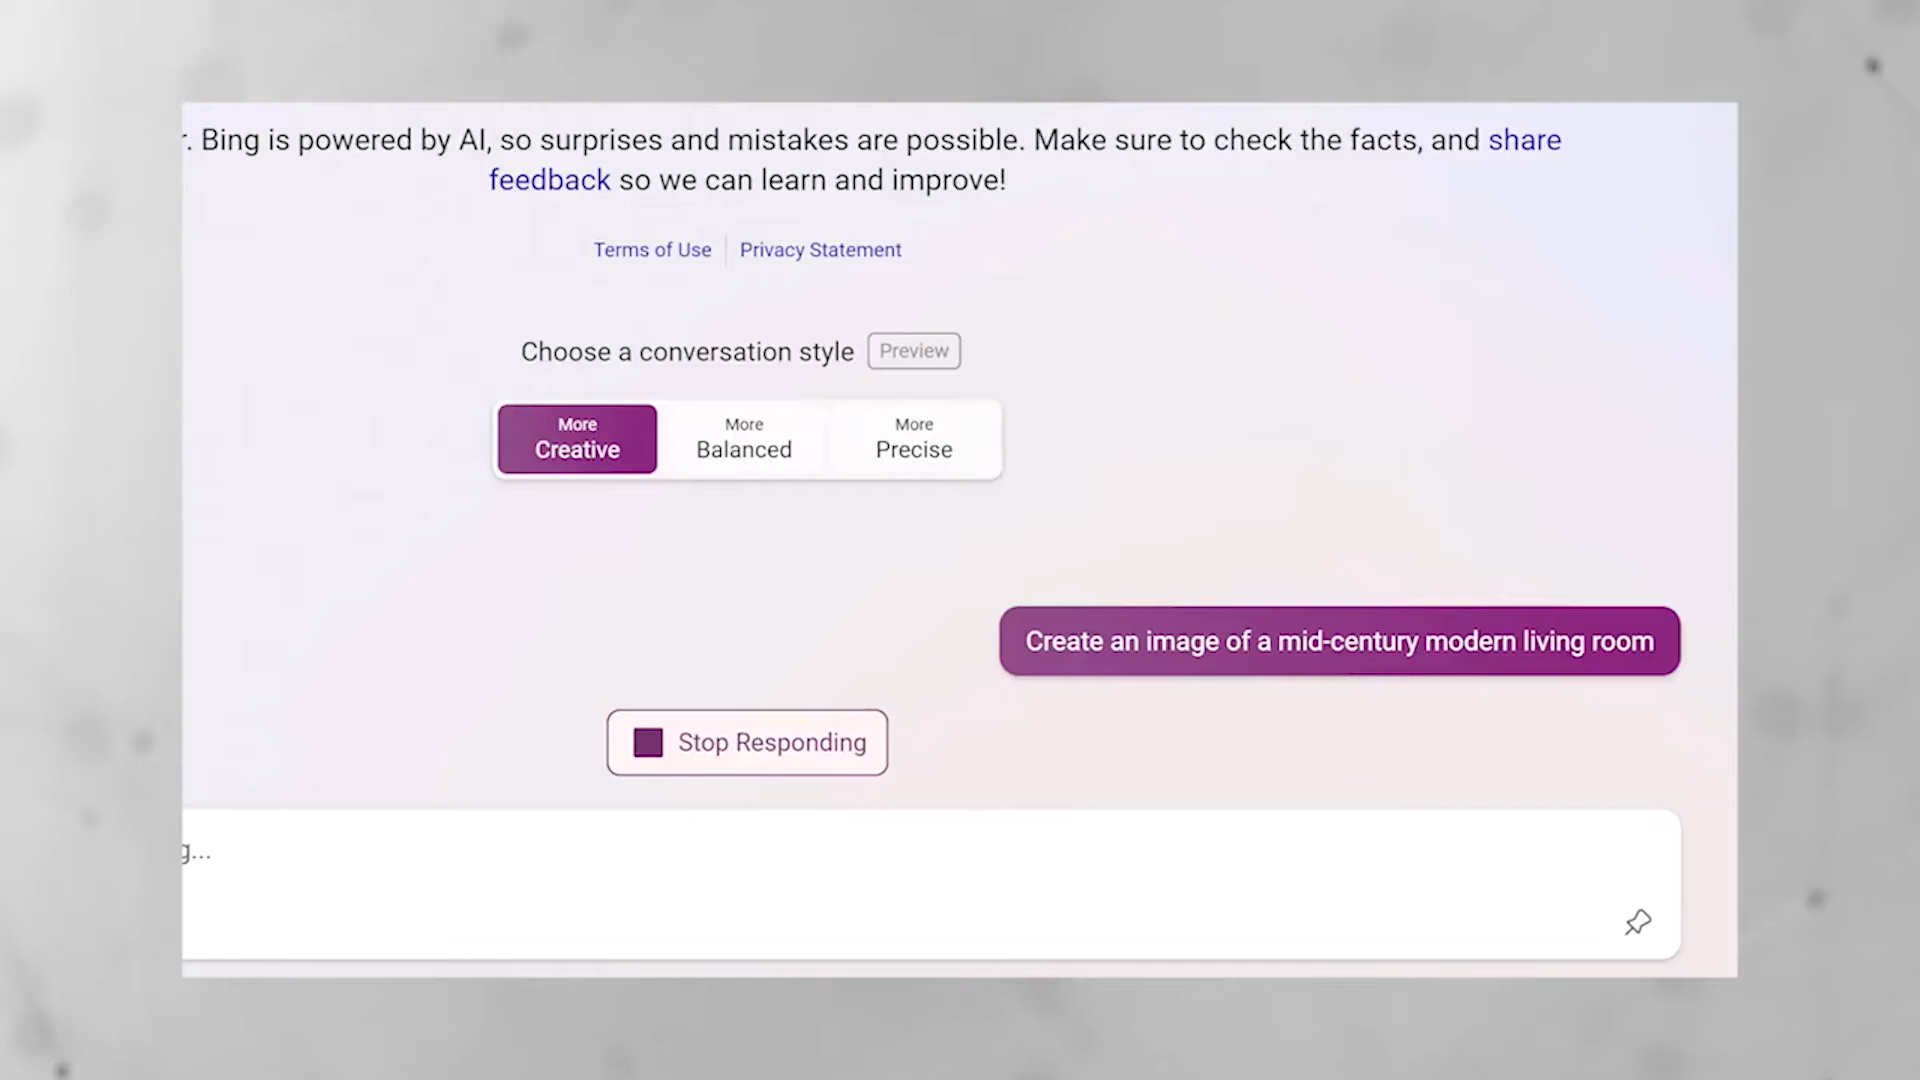 r. Bing is powered by AI, so surprises and mistakes are possible. Make sure to check the facts, and share
feedback so we can learn and improve!
Terms of Use Privacy Statement
Choose a conversation style Preview
More More More
Creative Balanced Precise
Create an image of a mid-century modern living room
Stop Responding
g...